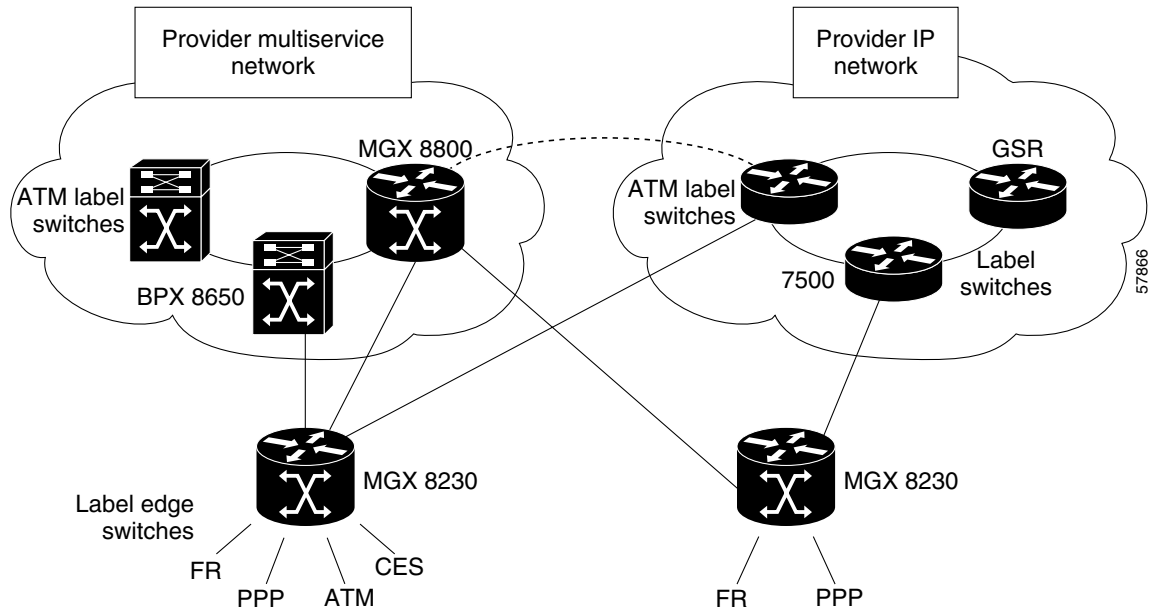 Provider multiservice
network
Provider IP
network
MGX 8800
GSR
ATM label
switches
ATM label
switches
BPX 8650
7500
Label
switches
57866
MGX 8230
MGX 8230
Label edge
switches
FR
PPP
ATM
CES
FR
PPP